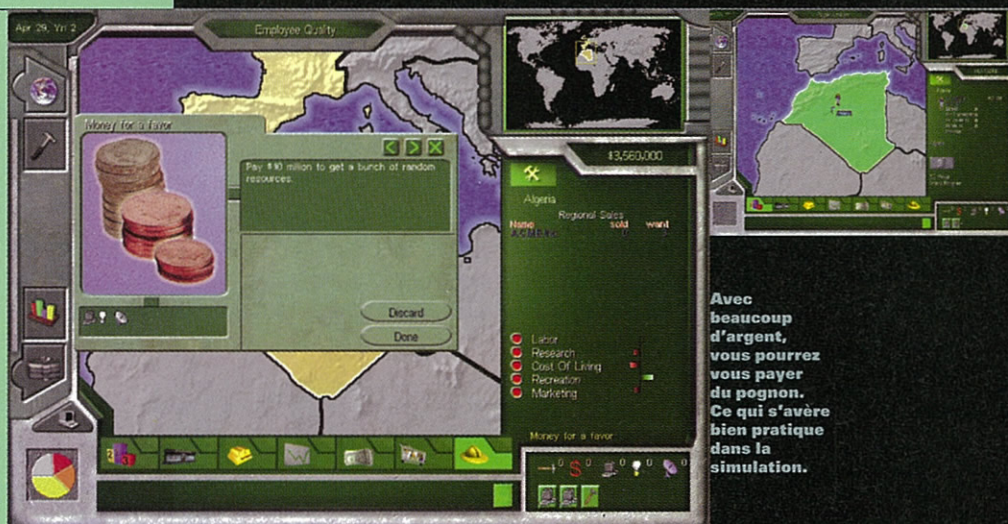 Apr 29, Yr 2
Employee Quality
Money for a favor
Pay $10 million to get a bunch of random
resources.
Discard
Done
$3,560,000
Algeria
Regional Sales
Name sold want
Labor
Research
Cost Of Living
Recreation
Marketing
Money for a favor
Avec
beaucoup
d'argent,
vous pourrez
vous payer
du pognon.
Ce qui s'avère
bien pratique
dans la
simulation.